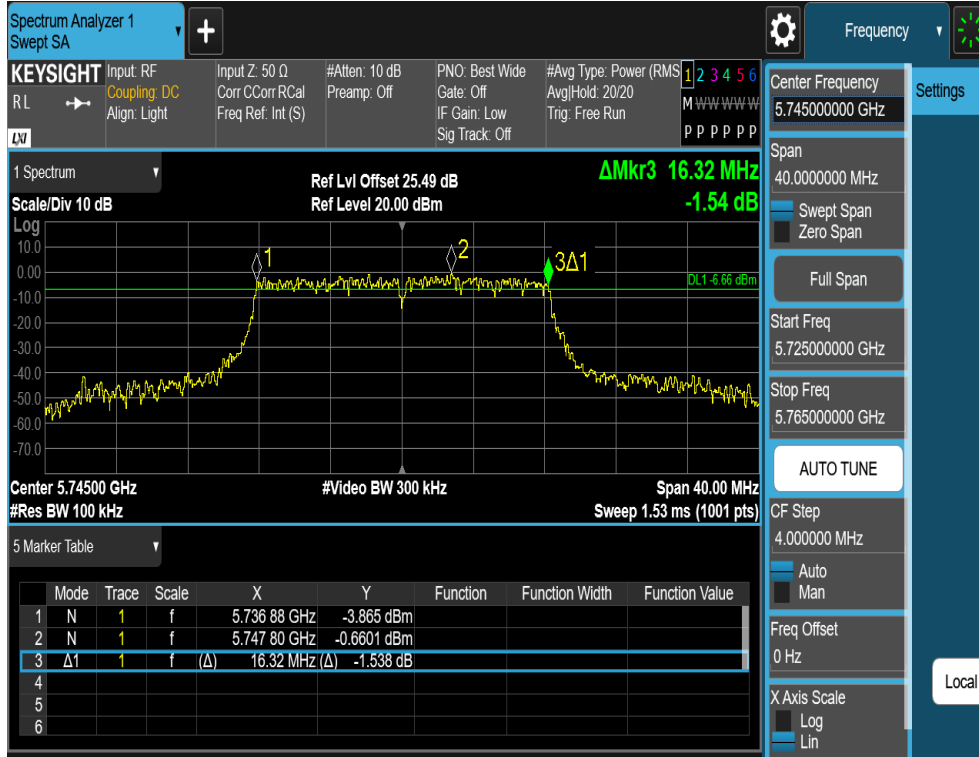 Spectrum Analyzer 1
Swept SA
+
Frequency
KEYSIGHT
R L
LXI
Input: RF
Coupling: DC
Align: Light
Input Z: 50 Ω
Corr CCorr RCal
Freq Ref: Int (S)
#Atten: 10 dB
Preamp: Off
PNO: Best Wide
Gate: Off
IF Gain: Low
Sig Track: Off
#Avg Type: Power (RMS
Avg|Hold: 20/20
Trig: Free Run
1 2 3 4 5 6
M W W W W W
P P P P P P
1 Spectrum
Scale/Div 10 dB
Ref Lvl Offset 25.49 dB
Ref Level 20.00 dBm
ΔMkr3 16.32 MHz
-1.54 dB
Log
10.0
0.00
-10.0
-20.0
-30.0
-40.0
-50.0
-60.0
-70.0
1
2
3Δ1
DL1 -6.66 dBm
Center 5.74500 GHz
#Video BW 300 kHz
Span 40.00 MHz
#Res BW 100 kHz
Sweep 1.53 ms (1001 pts)
5 Marker Table
Mode Trace Scale X Y Function Function Width Function Value
1 N 1 f 5.736 88 GHz -3.865 dBm
2 N 1 f 5.747 80 GHz -0.6601 dBm
3 Δ1 1 f (Δ) 16.32 MHz (Δ) -1.538 dB
4
5
6
Center Frequency
5.745000000 GHz
Span
40.0000000 MHz
Swept Span
Zero Span
Full Span
Start Freq
5.725000000 GHz
Stop Freq
5.765000000 GHz
AUTO TUNE
CF Step
4.000000 MHz
Auto
Man
Freq Offset
0 Hz
X Axis Scale
Log
Lin
Settings
Local